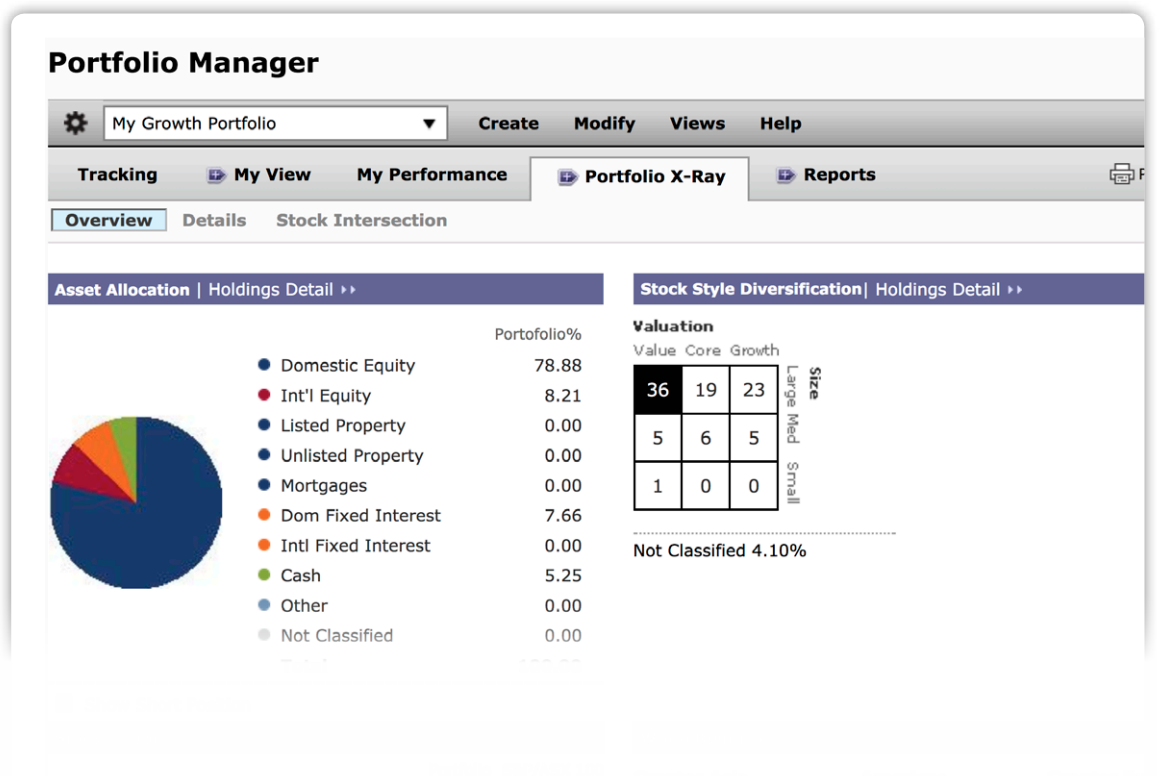 Portfolio Manager
My Growth Portfolio ▼ Create Modify Views Help
Tracking My View My Performance Portfolio X-Ray Reports
Overview Details Stock Intersection
Asset Allocation | Holdings Detail
Portofolio%
Domestic Equity 78.88
Int'l Equity 8.21
Listed Property 0.00
Unlisted Property 0.00
Mortgages 0.00
Dom Fixed Interest 7.66
Intl Fixed Interest 0.00
Cash 5.25
Other 0.00
Not Classified 0.00
Stock Style Diversification| Holdings Detail
Valuation
Value Core Growth
36 19 23
5 6 5
1 0 0
Large Med Small
Size
Not Classified 4.10%